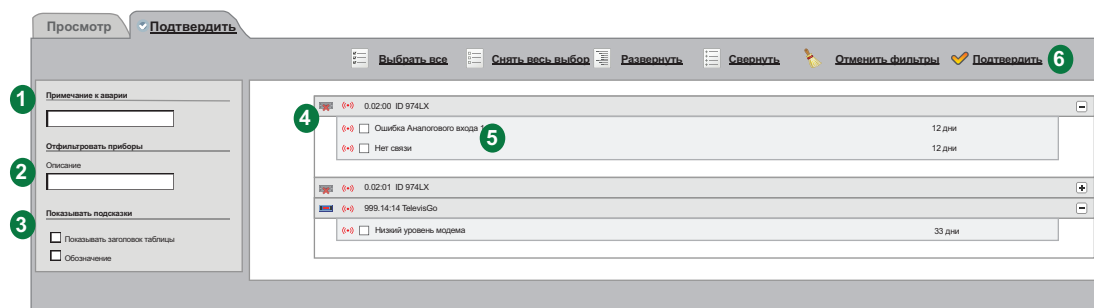 Просмотр Подтвердить
Выбрать все Снять весь выбор Развернуть Свернуть Отменить фильтры Подтвердить 6
1 Примечание к аварии
Отфильтровать приборы
2 Описание
3 Показывать подсказки
Показывать заголовок таблицы
Обозначение
4 0.02:00 ID 974LX
Ошибка Аналогового входа 1 5 12 дни
Нет связи 12 дни
0.02:01 ID 974LX
999.14:14 TelevisGo
Низкий уровень модема 33 дни